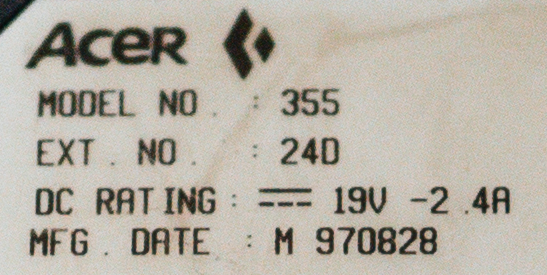 Acer
MODEL NO. : 355
EXT. NO. : 24D
DC RATING : ⎓ 19V -2.4A
MFG. DATE : M 970828